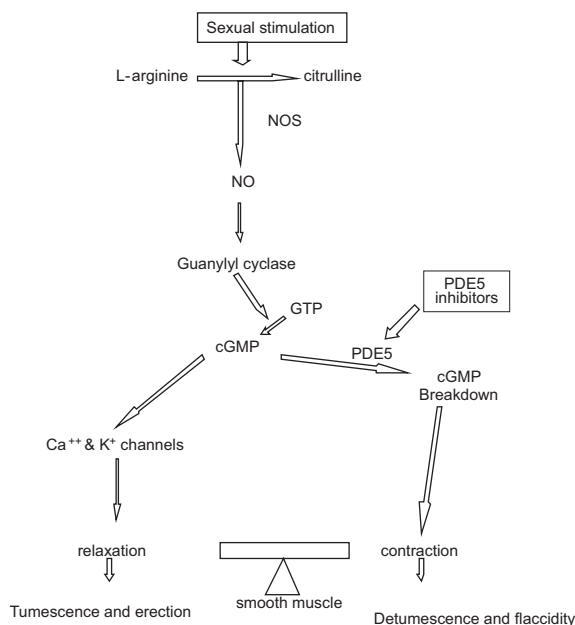 Sexual stimulation
L-arginine citrulline
NOS
NO
Guanylyl cyclase
PDE5
inhibitors
GTP
cGMP
PDE5
cGMP
Breakdown
Ca++ & K+ channels
relaxation
contraction
smooth muscle
Tumescence and erection
Detumescence and flaccidity